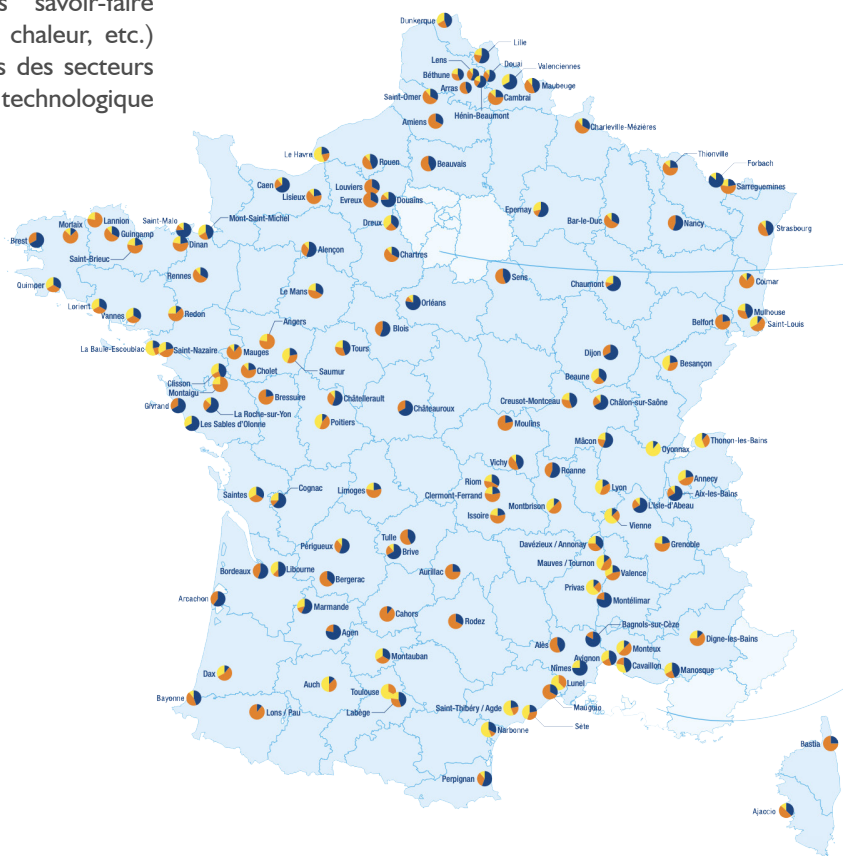 s savoir-faire
chaleur, etc.)
s des secteurs
technologique
Dunkerque
Lille
Lens
Douai
Béthune
Valenciennes
Arras
Maubeuge
Saint-Omer
Cambrai
Hénin-Beaumont
Amiens
Charleville-Mézières
Le Havre
Rouen
Beauvais
Thionville
Forbach
Caen
Louviers
Sarreguemines
Lisieux
Evreux
Douains
Epernay
Lannion
Saint-Malo
Mont-Saint-Michel
Dreux
Bar-le-Duc
Nancy
Morlaix
Guingamp
Strasbourg
Brest
Dinan
Alençon
Saint-Brieuc
Chartres
Rennes
Sens
Chaumont
Colmar
Quimper
Le Mans
Orléans
Lorient
Vannes
Redon
Mulhouse
Belfort
Saint-Louis
Angers
Blois
La Baule-Escoublac
Saint-Nazaire
Mauges
Tours
Dijon
Saumur
Besançon
Cholet
Beaune
Clisson
Montaigu
Bressuire
Châtellerault
Creusot-Montceau
Châlon-sur-Saône
Givrand
La Roche-sur-Yon
Châteauroux
Les Sables d'Olonne
Poitiers
Moulins
Mâcon
Thonon-les-Bains
Oyonnax
Vichy
Roanne
Annecy
Riom
Cognac
Limoges
Lyon
Saintes
Clermont-Ferrand
Aix-les-Bains
Montbrison
L'Isle-d'Abeau
Issoire
Vienne
Tulle
Périgueux
Davézieux / Annonay
Grenoble
Brive
Mauves / Tournon
Bordeaux
Libourne
Aurillac
Valence
Bergerac
Privas
Arcachon
Marmande
Montélimar
Cahors
Rodez
Bagnols-sur-Cèze
Agen
Digne-les-Bains
Alès
Monteux
Montauban
Avignon
Dax
Nîmes
Cavaillon
Manosque
Auch
Toulouse
Lunel
Bayonne
Lons / Pau
Labège
Saint-Thibéry / Agde
Mauguio
Sète
Narbonne
Bastia
Perpignan
Ajaccio